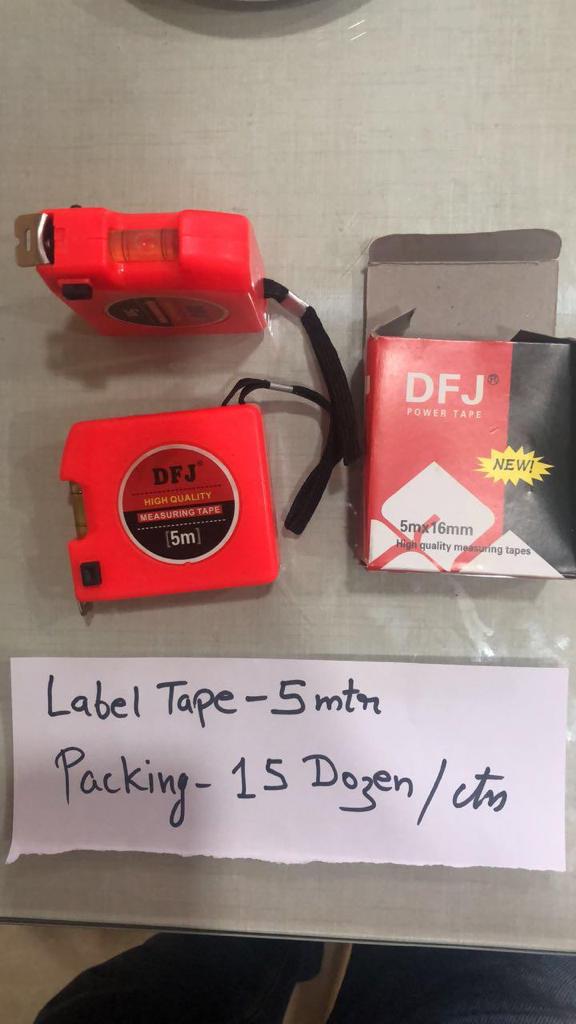 DFJ®
HIGH QUALITY
MEASURING TAPE
[5m]
DFJ®
POWER TAPE
NEW!
5mx16mm
High quality measuring tapes
Label Tape - 5 mtr
Packing - 15 Dozen / ctn